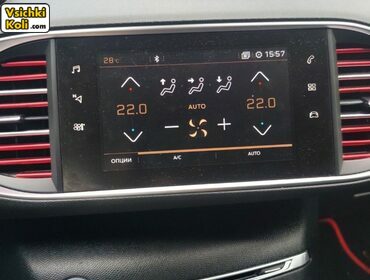 Vsichki
Koli.com
28°c 15:57
22.0 AUTO 22.0
ОПЦИИ A/C AUTO